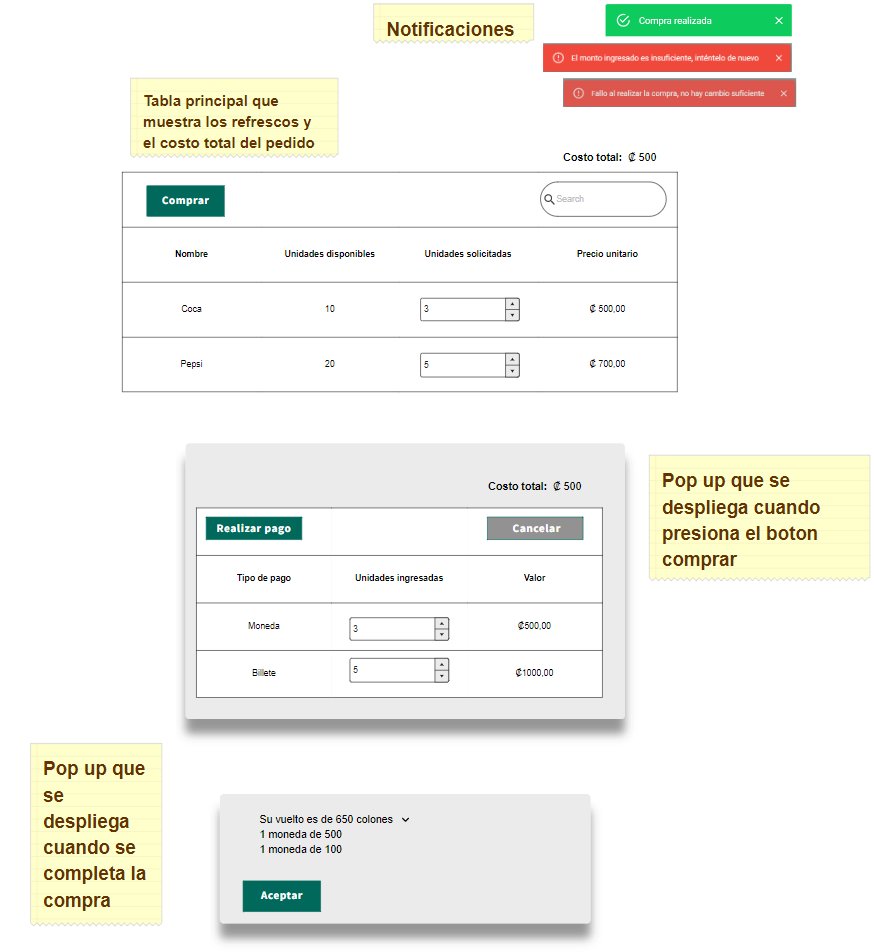 Notificaciones
Compra realizada
El monto ingresado es insuficiente, inténtelo de nuevo
Fallo al realizar la compra, no hay cambio suficiente
Tabla principal que
muestra los refrescos y
el costo total del pedido
Costo total: ₡ 500
Comprar
Search
Nombre Unidades disponibles Unidades solicitadas Precio unitario
Coca 10 3 ₡ 500,00
Pepsi 20 5 ₡ 700,00
Costo total: ₡ 500
Realizar pago Cancelar
Tipo de pago Unidades ingresadas Valor
Moneda 3 ₡500,00
Billete 5 ₡1000,00
Pop up que se
despliega cuando
presiona el boton
comprar
Pop up que
se
despliega
cuando se
completa la
compra
Su vuelto es de 650 colones
1 moneda de 500
1 moneda de 100
Aceptar